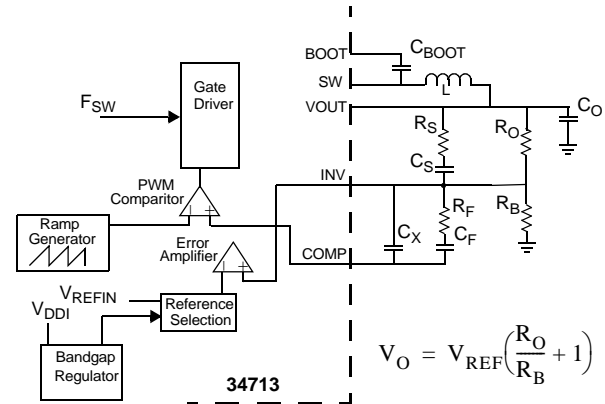 BOOT
C_BOOT
SW
L
VOUT
C_O
F_SW
Gate
Driver
R_S
R_O
C_S
PWM
Comparitor
INV
R_F
R_B
C_X
C_F
Ramp
Generator
Error
Amplifier
COMP
V_REFIN
V_DDI
Reference
Selection
Bandgap
Regulator
34713
V_O = V_REF(R_O/R_B + 1)